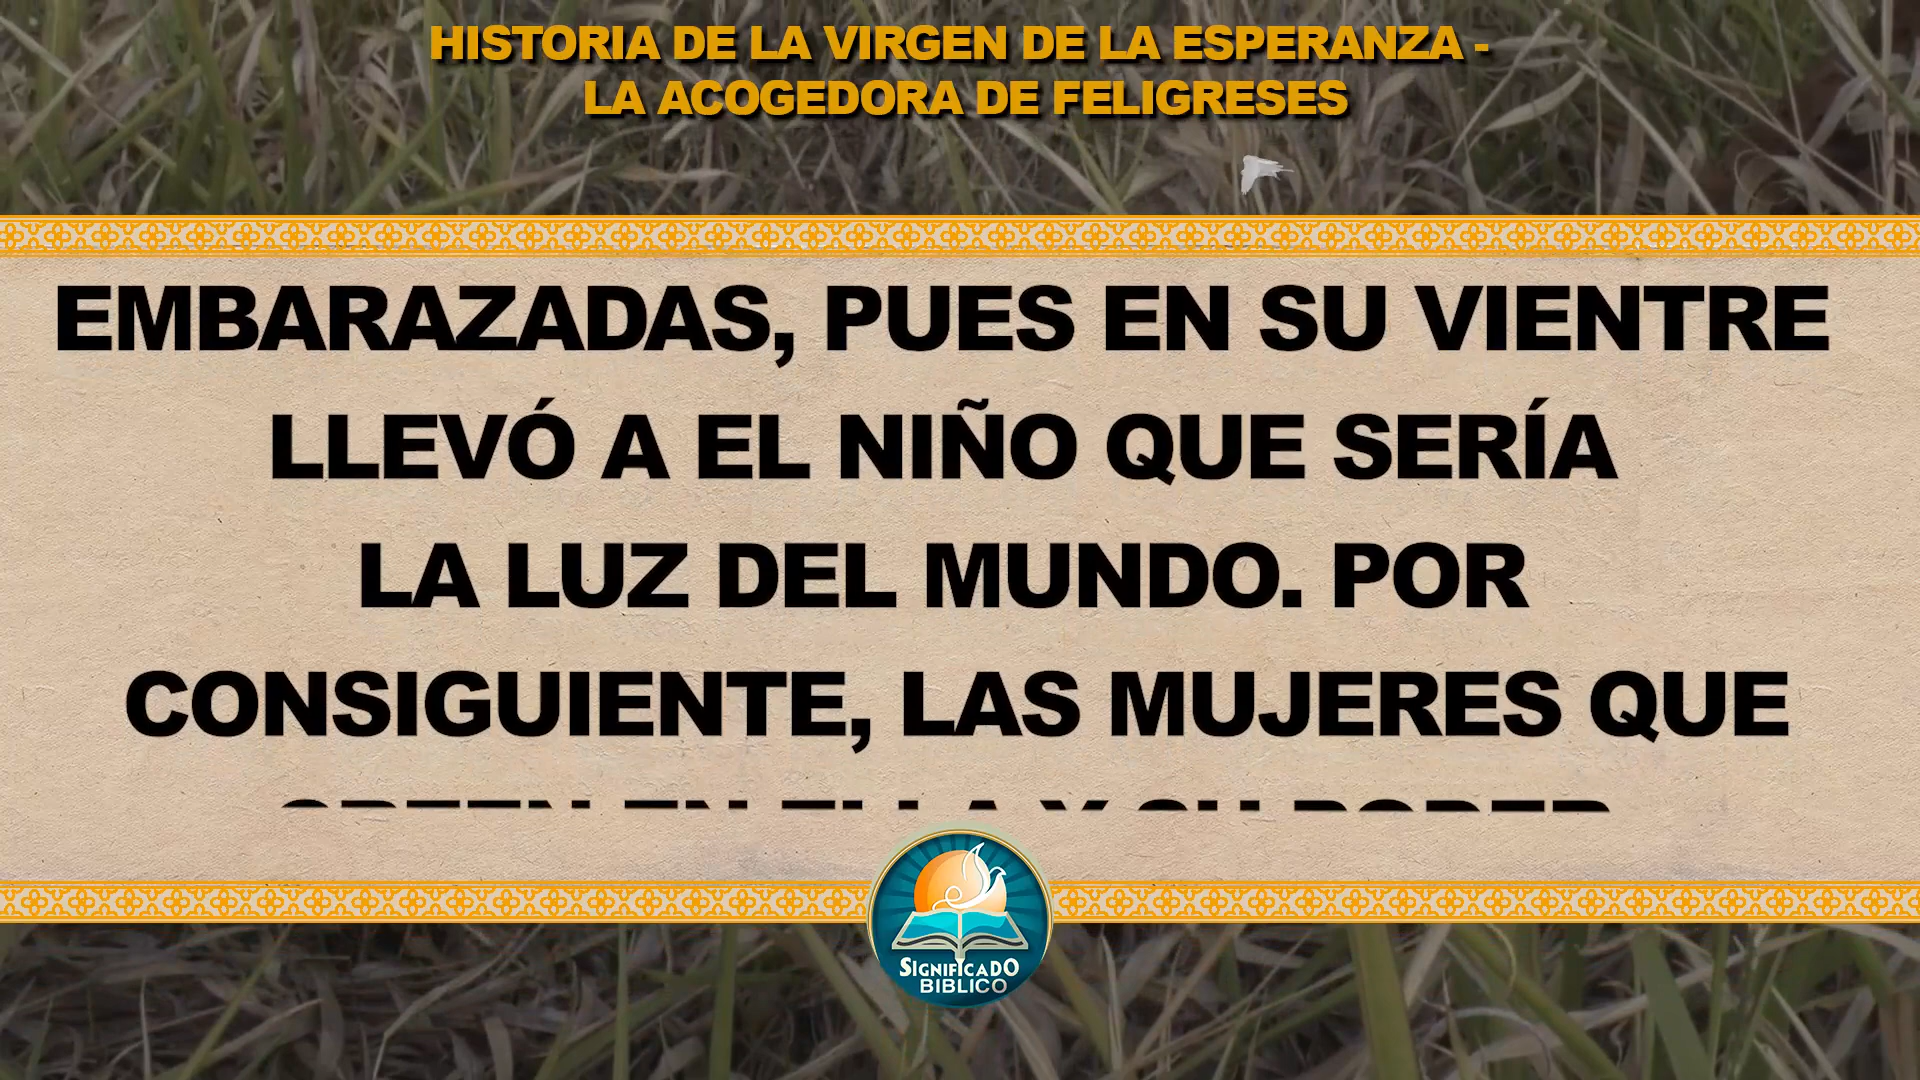 HISTORIA DE LA VIRGEN DE LA ESPERANZA -
LA ACOGEDORA DE FELIGRESES
EMBARAZADAS, PUES EN SU VIENTRE
LLEVÓ A EL NIÑO QUE SERÍA
LA LUZ DEL MUNDO. POR
CONSIGUIENTE, LAS MUJERES QUE
SIGNIFICADO
BIBLICO